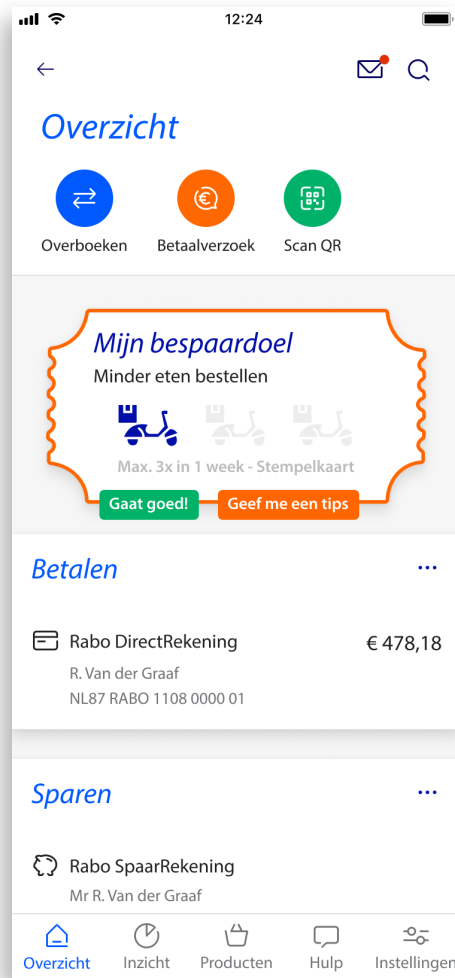 12:24
Overzicht
Overboeken Betaalverzoek Scan QR
Mijn bespaardoel
Minder eten bestellen
Max. 3x in 1 week - Stempelkaart
Gaat goed! Geef me een tips
Betalen
Rabo DirectRekening € 478,18
R. Van der Graaf
NL87 RABO 1108 0000 01
Sparen
Rabo SpaarRekening
Mr R. Van der Graaf
Overzicht Inzicht Producten Hulp Instellingen